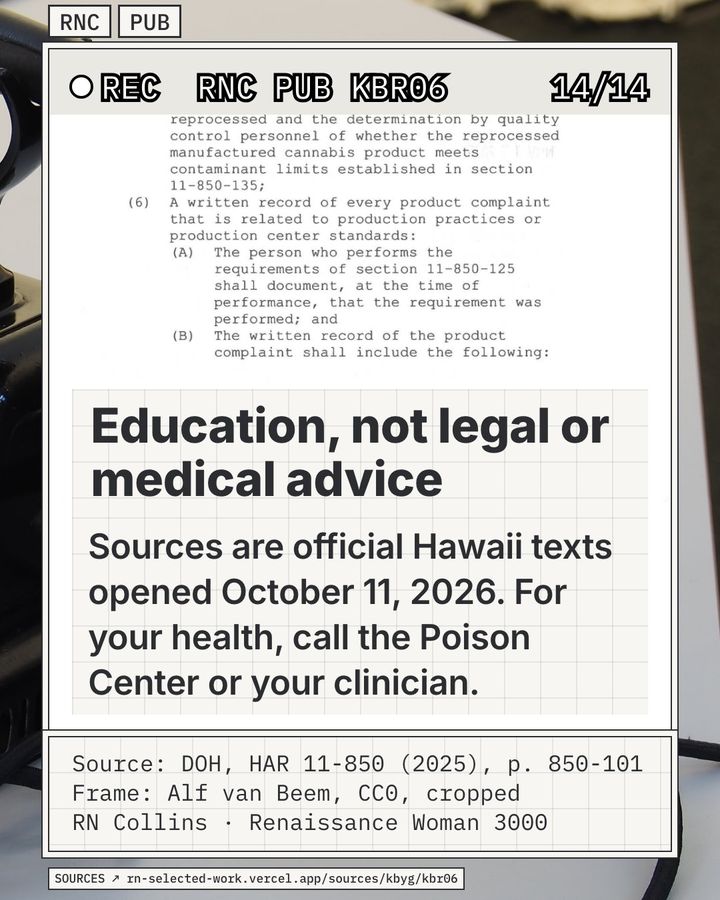 RNC PUB
REC RNC PUB KBR06 14/14
reprocessed and the determination by quality
control personnel of whether the reprocessed
manufactured cannabis product meets
contaminant limits established in section
11-850-135;
(6) A written record of every product complaint
that is related to production practices or
production center standards:
(A) The person who performs the
requirements of section 11-850-125
shall document, at the time of
performance, that the requirement was
performed; and
(B) The written record of the product
complaint shall include the following:
Education, not legal or
medical advice
Sources are official Hawaii texts
opened October 11, 2026. For
your health, call the Poison
Center or your clinician.
Source: DOH, HAR 11-850 (2025), p. 850-101
Frame: Alf van Beem, CC0, cropped
RN Collins · Renaissance Woman 3000
SOURCES ↗ rn-selected-work.vercel.app/sources/kbyg/kbr06